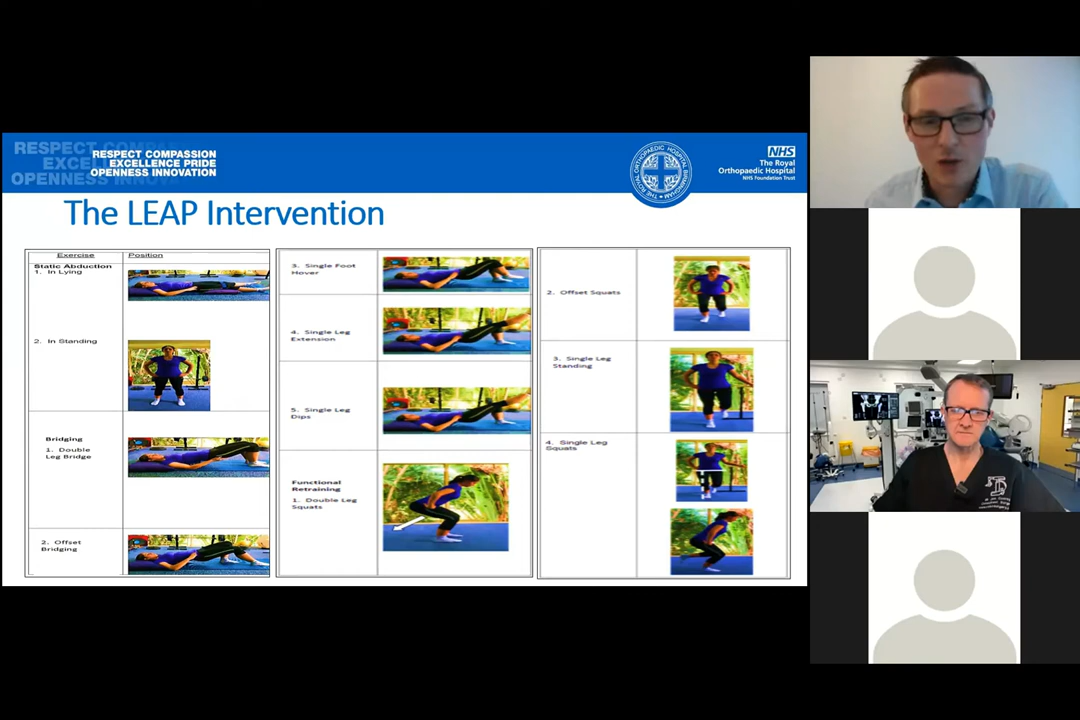 RESPECT COMPASSION
EXCELLENCE PRIDE
OPENNESS INNOVATION
NHS
The Royal
Orthopaedic Hospital
NHS Foundation Trust
The LEAP Intervention
Exercise Position
Static Abduction
1. In Lying
2. In Standing
Bridging
1. Double
Leg Bridge
2. Offset
Bridging
3. Single Foot
Hover
4. Single Leg
Extension
5. Single Leg
Dips
Functional
Retraining
1. Double Leg
Squats
2. Offset Squats
3. Single Leg
Standing
4. Single Leg
Squats